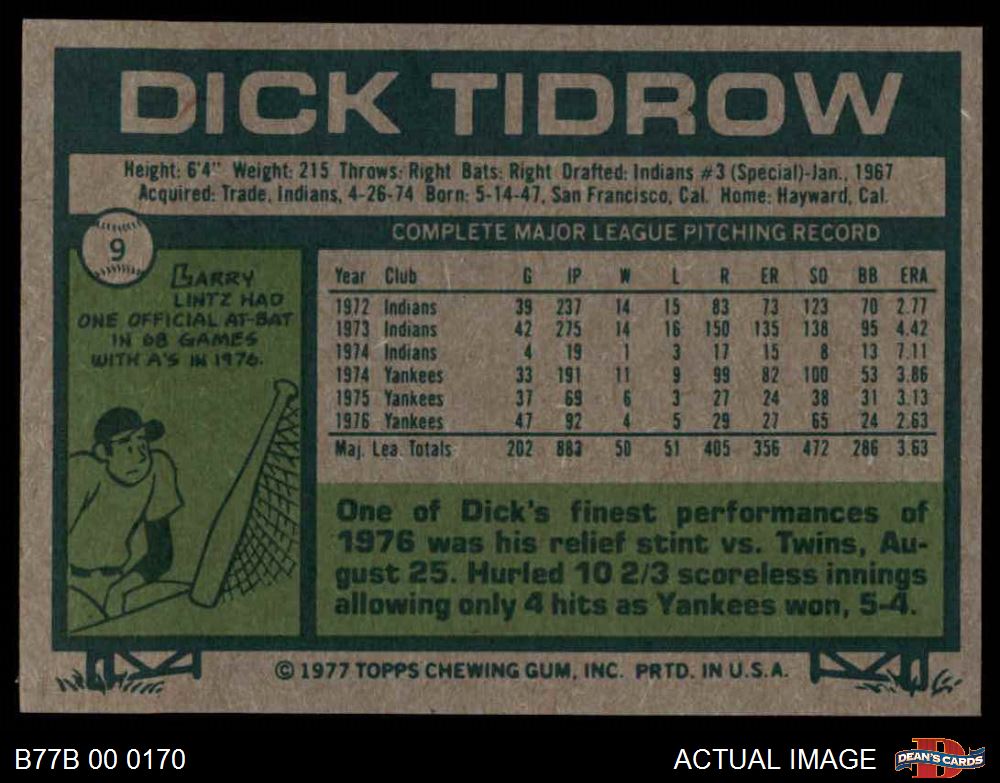 DICK TIDROW
Height: 6'4" Weight: 215 Throws: Right Bats: Right Drafted: Indians #3 (Special)-Jan., 1967
Acquired: Trade, Indians, 4-26-74 Born: 5-14-47, San Francisco, Cal. Home: Hayward, Cal.
9
LARRY
LINTZ HAD
ONE OFFICIAL AT-BAT
IN 68 GAMES
WITH A'S IN 1976.
COMPLETE MAJOR LEAGUE PITCHING RECORD
Year Club G IP W L R ER SO BB ERA
1972 Indians 39 237 14 15 83 73 123 70 2.77
1973 Indians 42 275 14 16 150 135 138 95 4.42
1974 Indians 4 19 1 3 17 15 8 13 7.11
1974 Yankees 33 191 11 9 99 82 100 53 3.86
1975 Yankees 37 69 6 3 27 24 38 31 3.13
1976 Yankees 47 92 4 5 29 27 65 24 2.63
Maj. Lea. Totals 202 883 50 51 405 356 472 286 3.63
One of Dick's finest performances of
1976 was his relief stint vs. Twins, Au-
gust 25. Hurled 10 2/3 scoreless innings
allowing only 4 hits as Yankees won, 5-4.
© 1977 TOPPS CHEWING GUM, INC. PRTD. IN U.S.A.
B77B 00 0170
ACTUAL IMAGE
D
DEAN'S CARDS